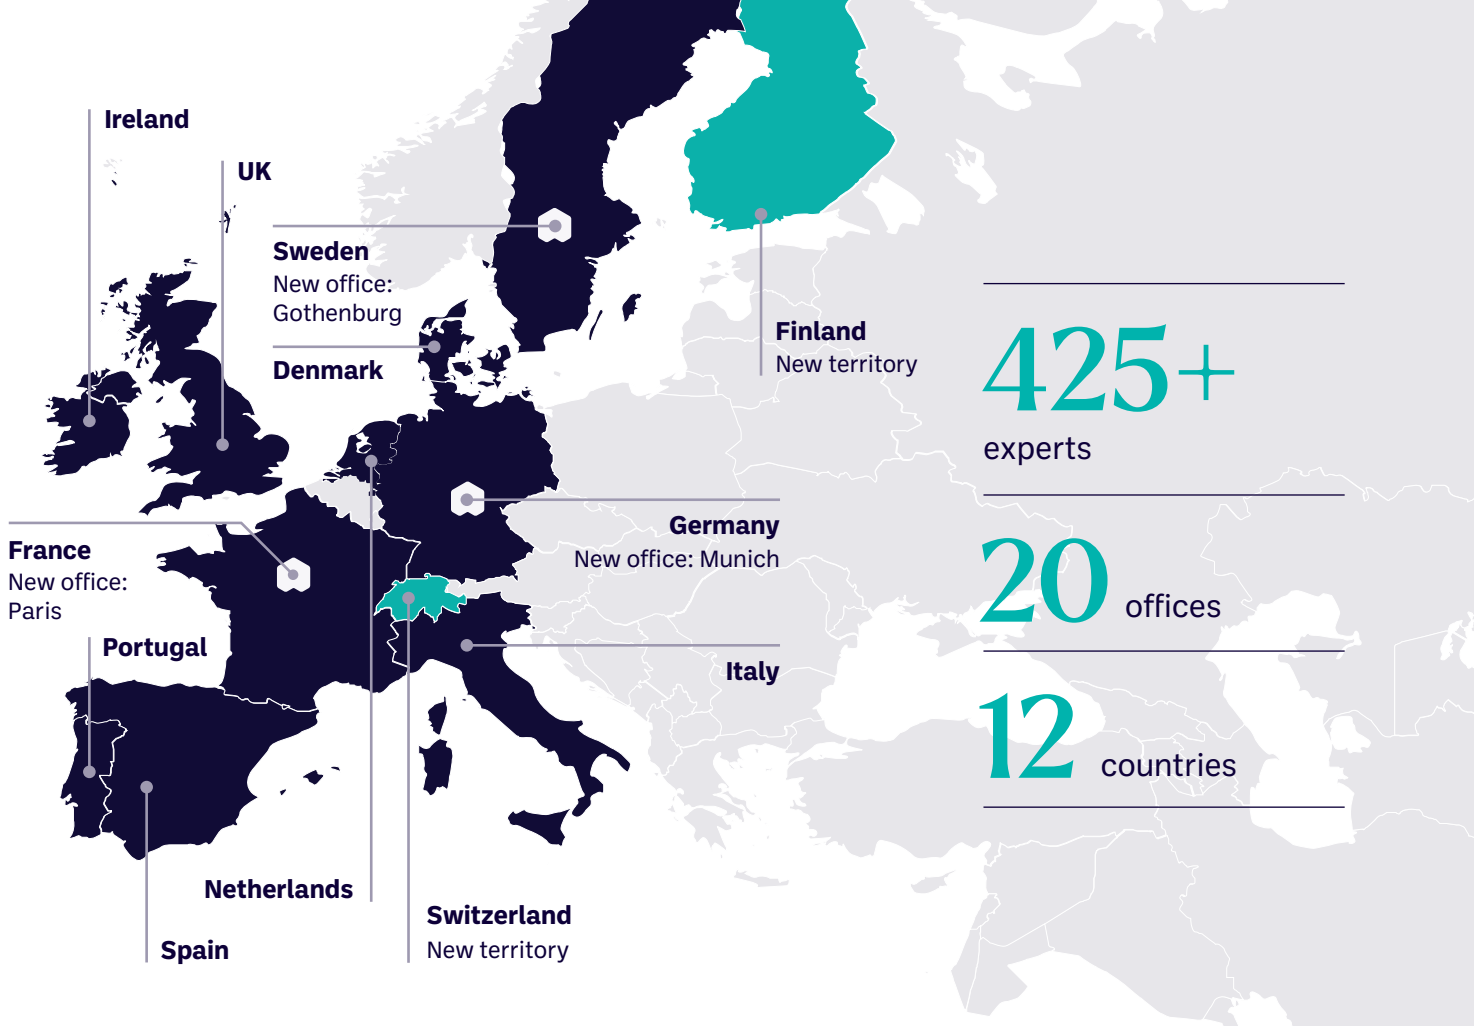 Ireland
UK
Sweden
New office:
Gothenburg
Denmark
Finland
New territory
Germany
New office: Munich
France
New office:
Paris
Portugal
Italy
Netherlands
Switzerland
New territory
Spain
425+
experts
20 offices
12 countries